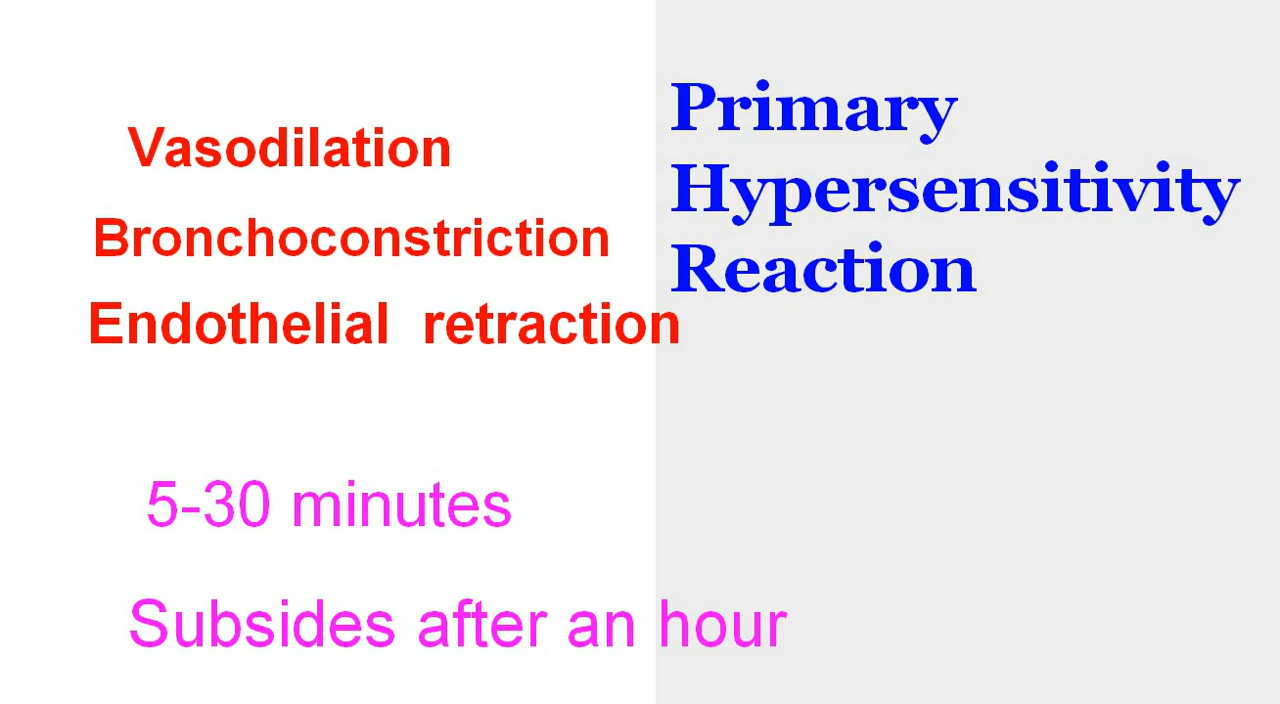 Vasodilation
Bronchoconstriction
Endothelial retraction
5-30 minutes
Subsides after an hour
Primary
Hypersensitivity
Reaction